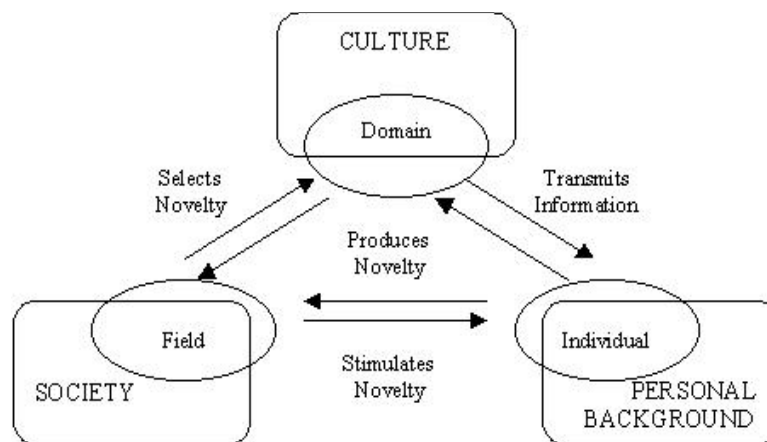 CULTURE
Domain
Selects
Novelty
Transmits
Information
Produces
Novelty
Field
Individual
Stimulates
Novelty
SOCIETY
PERSONAL
BACKGROUND